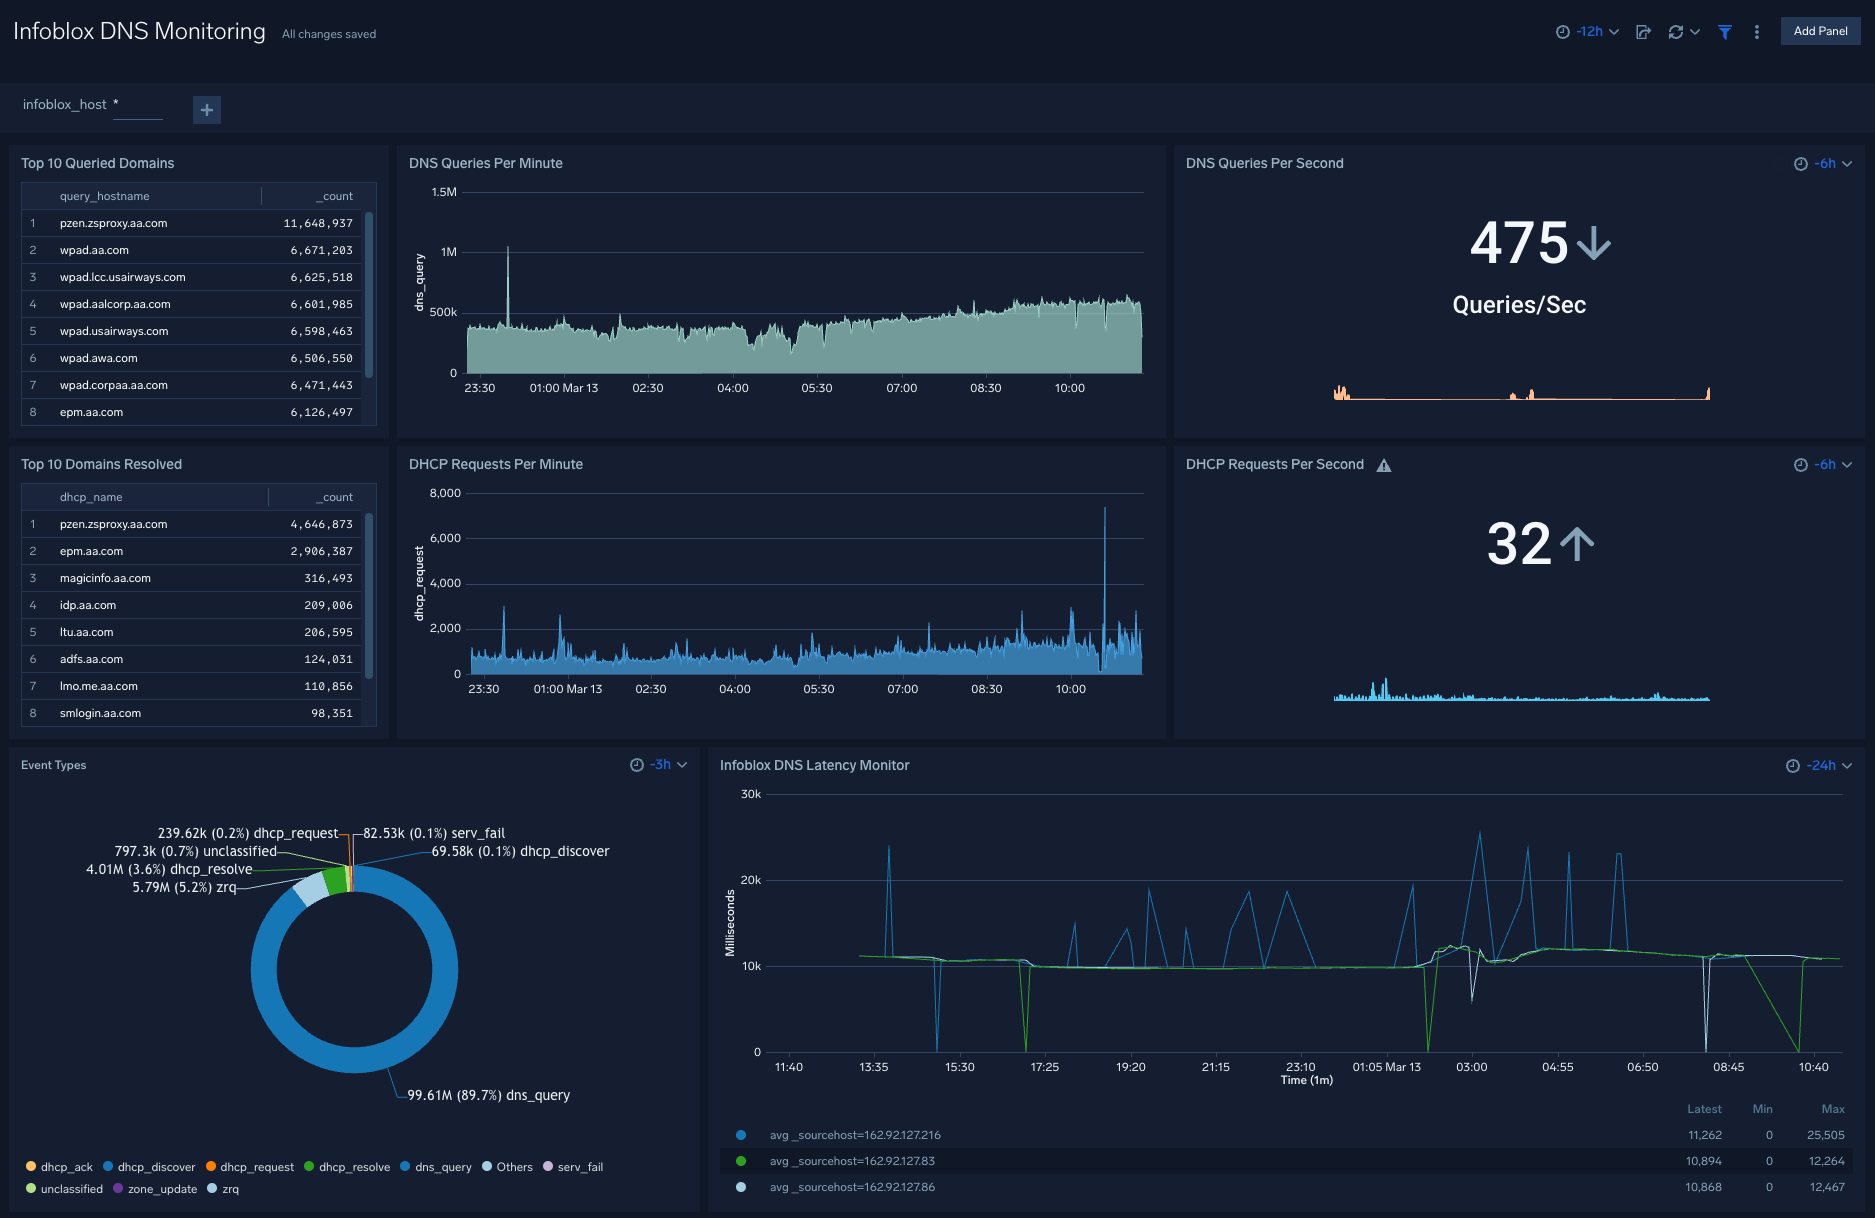 Infoblox DNS Monitoring All changes saved
-12h Add Panel
infoblox_host *
+
Top 10 Queried Domains
query_hostname _count
1 pzen.zsproxy.aa.com 11,648,937
2 wpad.aa.com 6,671,203
3 wpad.lcc.usairways.com 6,625,518
4 wpad.aalcorp.aa.com 6,601,985
5 wpad.usairways.com 6,598,463
6 wpad.awa.com 6,506,550
7 wpad.corpaa.aa.com 6,471,443
8 epm.aa.com 6,126,497
DNS Queries Per Minute
1.5M
1M
500k
0
dns_query
23:30 01:00 Mar 13 02:30 04:00 05:30 07:00 08:30 10:00
DNS Queries Per Second -6h
475
Queries/Sec
Top 10 Domains Resolved
dhcp_name _count
1 pzen.zsproxy.aa.com 4,646,873
2 epm.aa.com 2,906,387
3 magicinfo.aa.com 316,493
4 idp.aa.com 209,006
5 ltu.aa.com 206,595
6 adfs.aa.com 124,031
7 lmo.me.aa.com 110,856
8 smlogin.aa.com 98,351
DHCP Requests Per Minute
8,000
6,000
4,000
2,000
0
dhcp_request
23:30 01:00 Mar 13 02:30 04:00 05:30 07:00 08:30 10:00
DHCP Requests Per Second -6h
32
Event Types -3h
239.62k (0.2%) dhcp_request 82.53k (0.1%) serv_fail
797.3k (0.7%) unclassified 69.58k (0.1%) dhcp_discover
4.01M (3.6%) dhcp_resolve
5.79M (5.2%) zrq
99.61M (89.7%) dns_query
dhcp_ack dhcp_discover dhcp_request dhcp_resolve dns_query Others serv_fail
unclassified zone_update zrq
Infoblox DNS Latency Monitor -24h
30k
20k
10k
0
Milliseconds
11:40 13:35 15:30 17:25 19:20 21:15 23:10 01:05 Mar 13 03:00 04:55 06:50 08:45 10:40
Time (1m)
Latest Min Max
avg _sourcehost=162.92.127.216 11,262 0 25,505
avg _sourcehost=162.92.127.83 10,894 0 12,264
avg _sourcehost=162.92.127.86 10,868 0 12,467